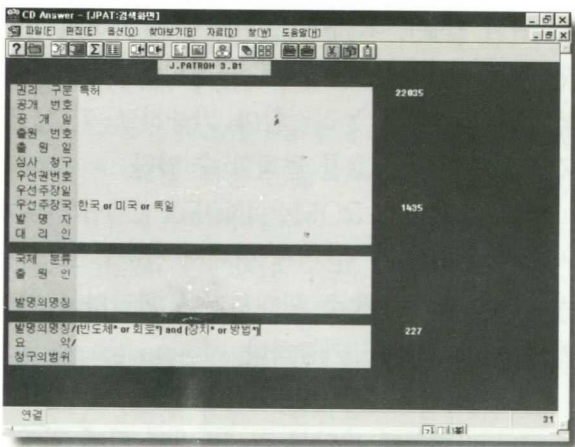 CD Answer - [JPAT:검색화면]
파일[F] 편집[E] 옵션[O] 찾아보기[B] 자료[D] 창[W] 도움말[H]
J.PATROM 3.01
권리 구분 특허 22035
공개 번호
공 개 일
출원 번호
출 원 일
심사 청구
우선권번호
우선주장일
우선주장국 한국 or 미국 or 독일 1435
발 명 자
대 리 인
국제 분류
출 원 인
발명의명칭
발명의명칭/[반도체* or 회로*] and [장치* or 방법*] 227
요 약/
청구의범위
연결 31